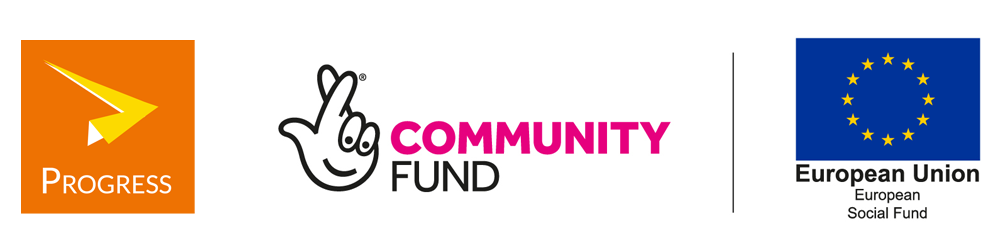 PROGRESS
®
COMMUNITY
FUND
European Union
European
Social Fund